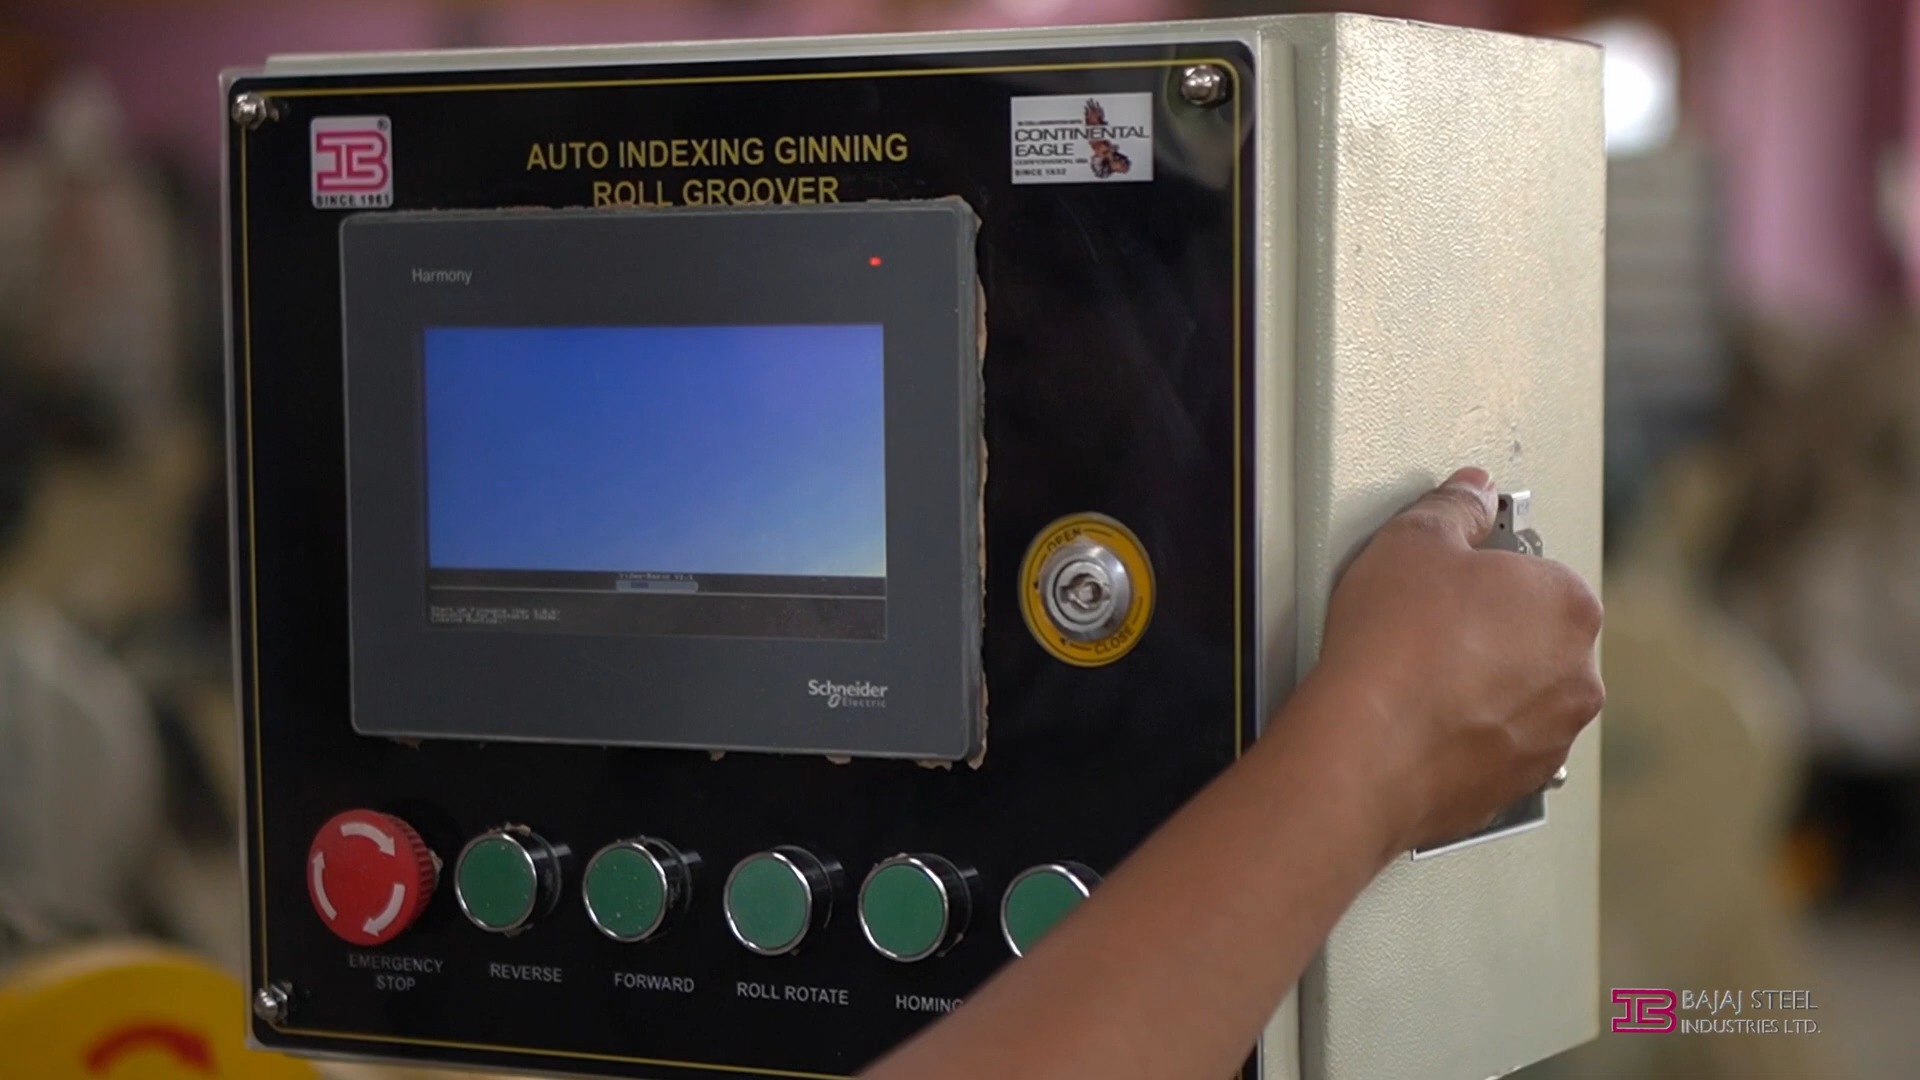 AUTO INDEXING GINNING
ROLL GROOVER
SINCE 1961
CONTINENTAL
EAGLE
CORPORATION,
SINCE 1932
Harmony
Schneider
Electric
OPEN
CLOSE
EMERGENCY
STOP
REVERSE
FORWARD
ROLL ROTATE
HOMING
BAJAJ STEEL
INDUSTRIES LTD.